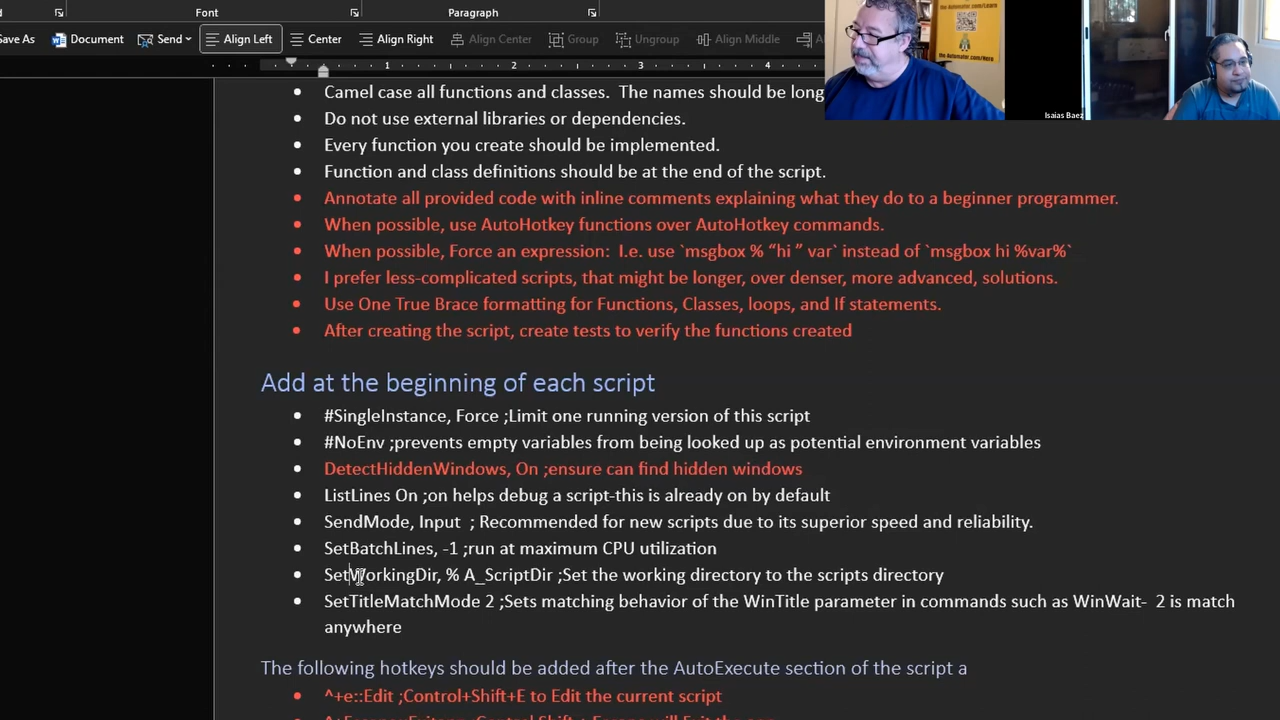 Font
Paragraph
Save As
Document
Send
Align Left
Center
Align Right
Align Center
Group
Ungroup
Align Middle
1
2
3
4
the Automator.com/
the-Automator.com/Hero
Isaias Baez
Camel case all functions and classes.  The names should be long
Do not use external libraries or dependencies.
Every function you create should be implemented.
Function and class definitions should be at the end of the script.
Annotate all provided code with inline comments explaining what they do to a beginner programmer.
When possible, use AutoHotkey functions over AutoHotkey commands.
When possible, Force an expression:  I.e. use `msgbox % “hi ” var` instead of `msgbox hi %var%`
I prefer less-complicated scripts, that might be longer, over denser, more advanced, solutions.
Use One True Brace formatting for Functions, Classes, loops, and If statements.
After creating the script, create tests to verify the functions created
Add at the beginning of each script
#SingleInstance, Force ;Limit one running version of this script
#NoEnv ;prevents empty variables from being looked up as potential environment variables
DetectHiddenWindows, On ;ensure can find hidden windows
ListLines On ;on helps debug a script-this is already on by default
SendMode, Input  ; Recommended for new scripts due to its superior speed and reliability.
SetBatchLines, -1 ;run at maximum CPU utilization
SetWorkingDir, % A_ScriptDir ;Set the working directory to the scripts directory
SetTitleMatchMode 2 ;Sets matching behavior of the WinTitle parameter in commands such as WinWait-  2 is match
anywhere
The following hotkeys should be added after the AutoExecute section of the script a
^+e::Edit ;Control+Shift+E to Edit the current script